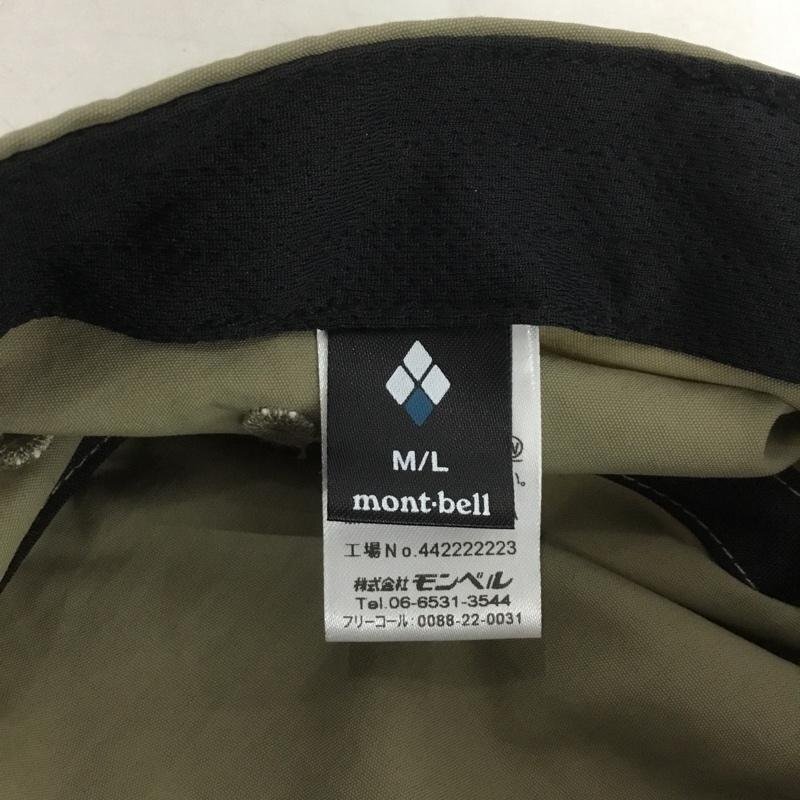 M/L
mont·bell
工場No.442222223
株式会社 モンベル
Tel.06-6531-3544
フリーコール:0088-22-0031